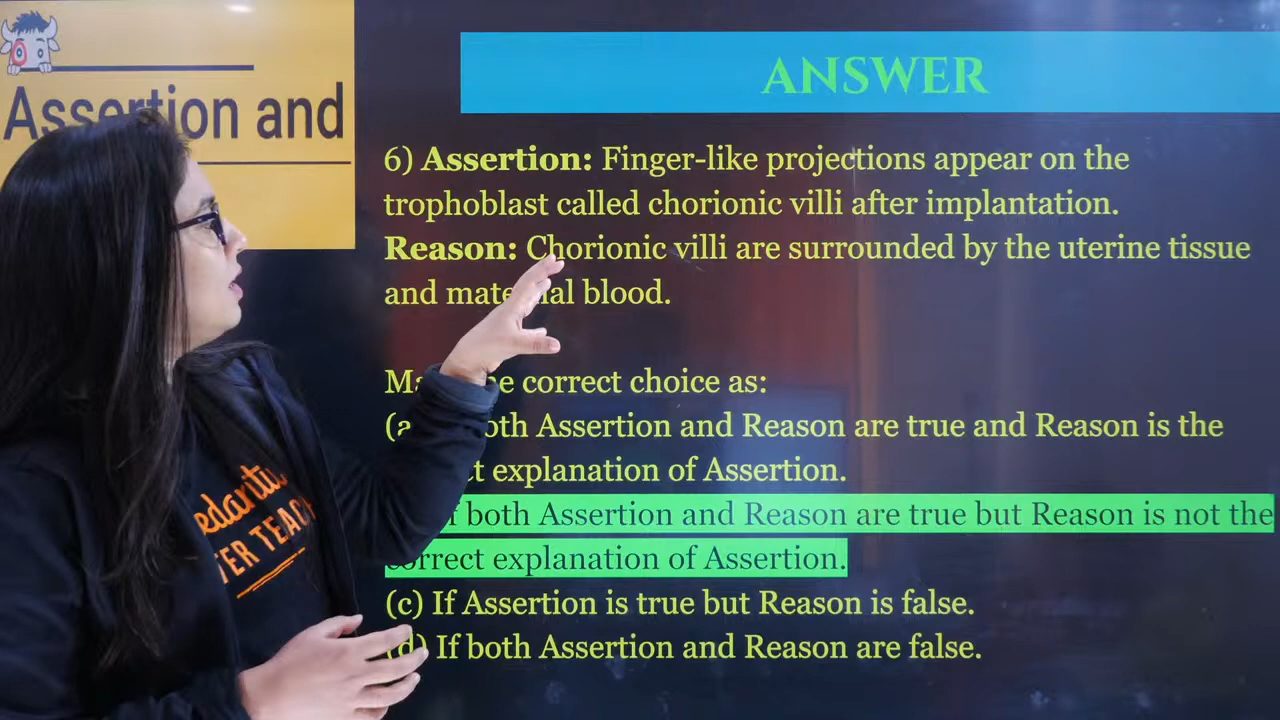 Assertion and
ANSWER
6) Assertion: Finger-like projections appear on the
trophoblast called chorionic villi after implantation.
Reason: Chorionic villi are surrounded by the uterine tissue
and maternal blood.
correct choice as:
both Assertion and Reason are true and Reason is the
explanation of Assertion.
If both Assertion and Reason are true but Reason is not the
correct explanation of Assertion.
(c) If Assertion is true but Reason is false.
(d) If both Assertion and Reason are false.